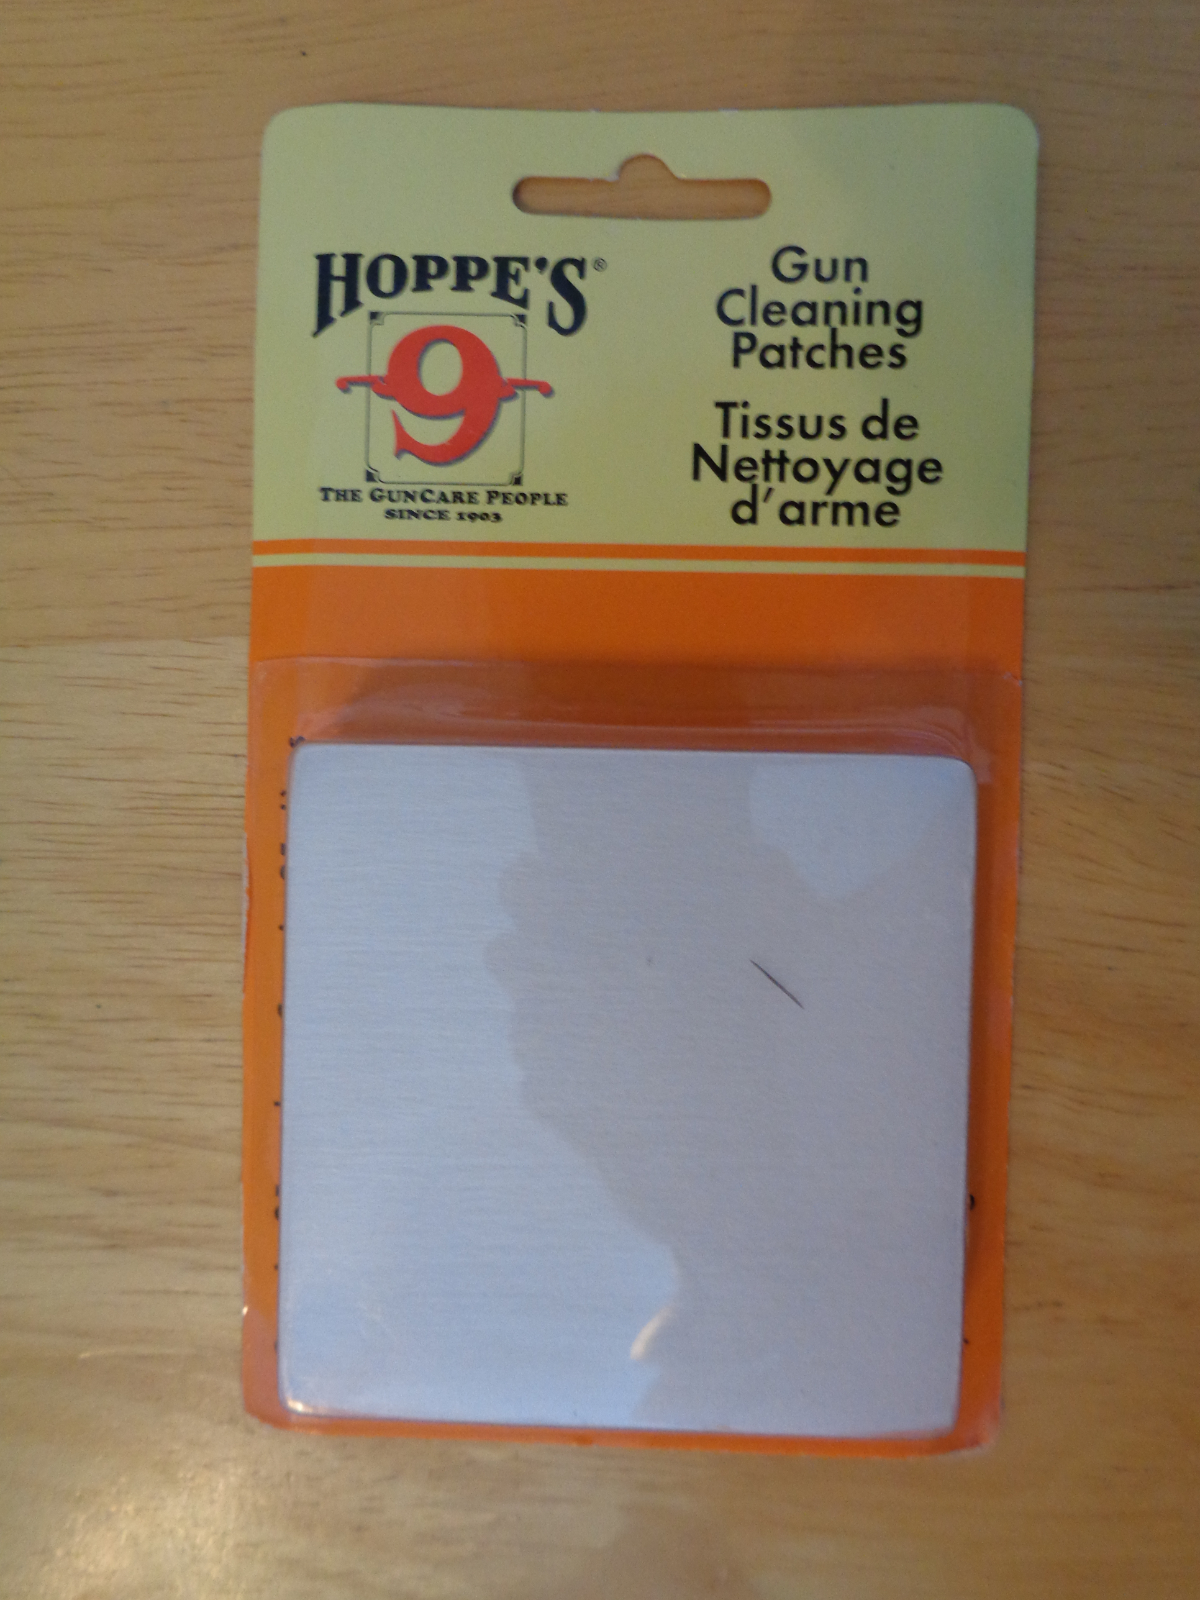 HOPPE'S®
9
THE GUNCARE PEOPLE
SINCE 1903
Gun
Cleaning
Patches
Tissus de
Nettoyage
d'arme